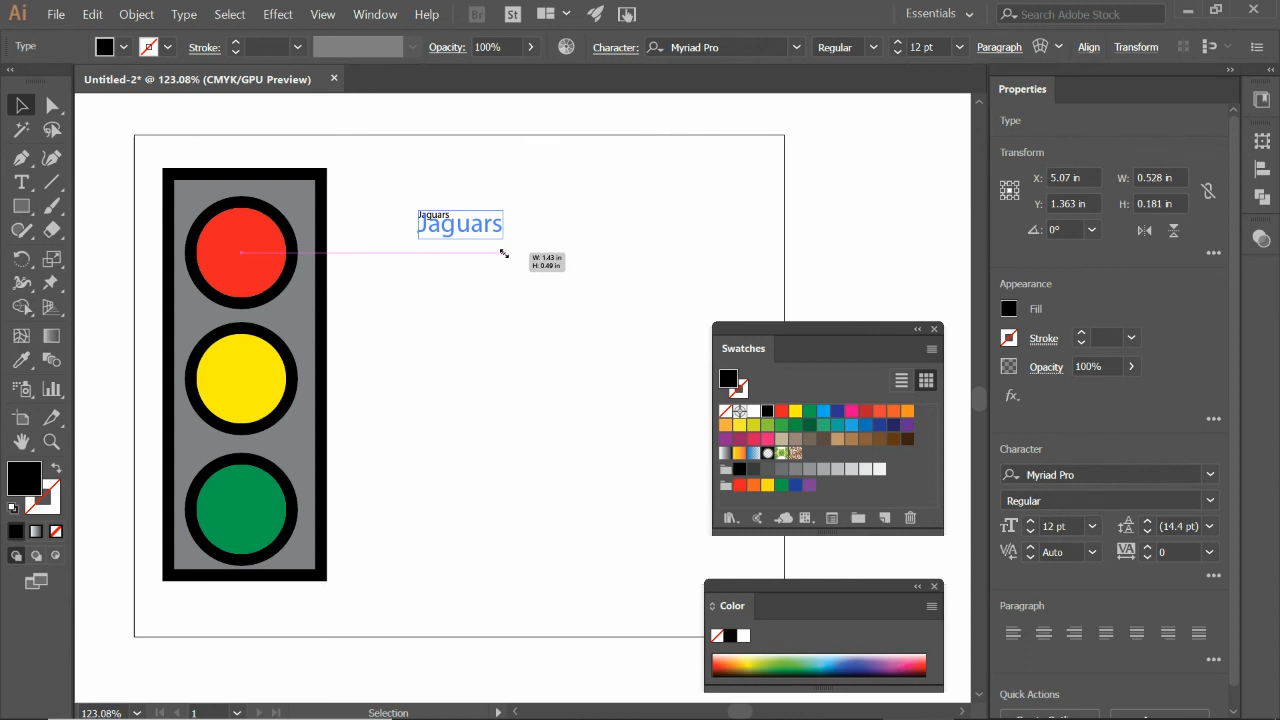 Ai File Edit Object Type Select Effect View Window Help Br St Essentials Search Adobe Stock
Type Stroke: Opacity: 100% Character: Myriad Pro Regular 12 pt Paragraph Align Transform
Untitled-2* @ 123.08% (CMYK/GPU Preview)
Properties
Type
Transform
X: 5.07 in W: 0.528 in
Y: 1.363 in H: 0.181 in
0°
Jaguars
Jaguars
W: 1.43 in
H: 0.49 in
Appearance
Fill
Stroke
Opacity 100%
fx.
Swatches
Character
Myriad Pro
Regular
12 pt (14.4 pt)
Auto 0
Color
Paragraph
Quick Actions
123.08% 1 Selection